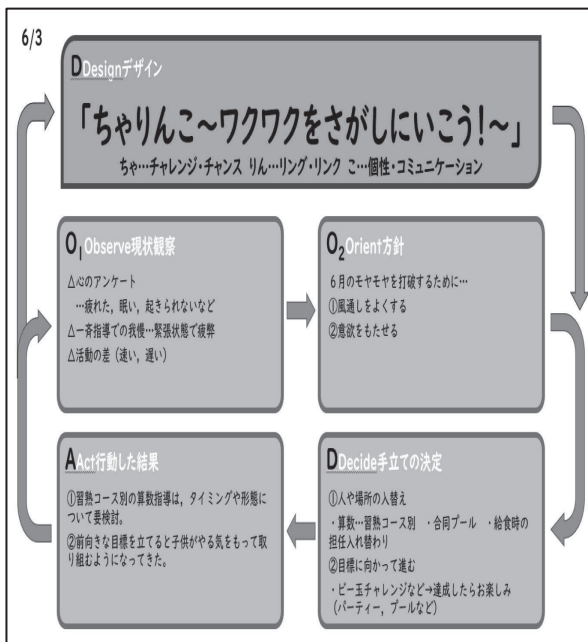 6/3
DDesignデザイン
「ちゃりんこ～ワクワクをさがしにいこう!～」
ちゃ…チャレンジ・チャンス りん…リング・リンク こ…個性・コミュニケーション
O1Observe現状観察
△心のアンケート
…疲れた,眠い,起きられないなど
△一斉指導での我慢…緊張状態で疲弊
△活動の差(速い,遅い)
O2Orient方針
6月のモヤモヤを打破するために…
①風通しをよくする
②意欲をもたせる
AAct行動した結果
①習熟コース別の算数指導は,タイミングや形態に
ついて要検討。
②前向きな目標を立てると子供がやる気をもって取
り組むようになってきた。
DDecide手立ての決定
①人や場所の入替え
・算数…習熟コース別 ・合同プール ・給食時の
担任入れ替わり
②目標に向かって進む
・ビー玉チャレンジなど→達成したらお楽しみ
(パーティー,プールなど)